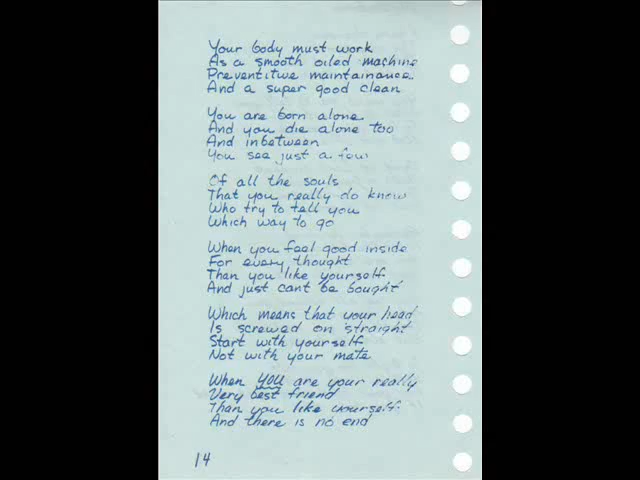 Your body must work
As a smooth oiled machine
Preventitive maintainance..
And a super good clean
You are born alone
And you die alone too
And inbetween
You see just a few
Of all the souls
That you really do know
Who try to tell you
Which way to go
When you feel good inside
For every thought
Than you like yourself
And just cant be bought
Which means that your head
Is screwed on straight
Start with yourself
Not with your mate
When YOU are your really
Very best friend
Than you like yourself
And there is no end
14